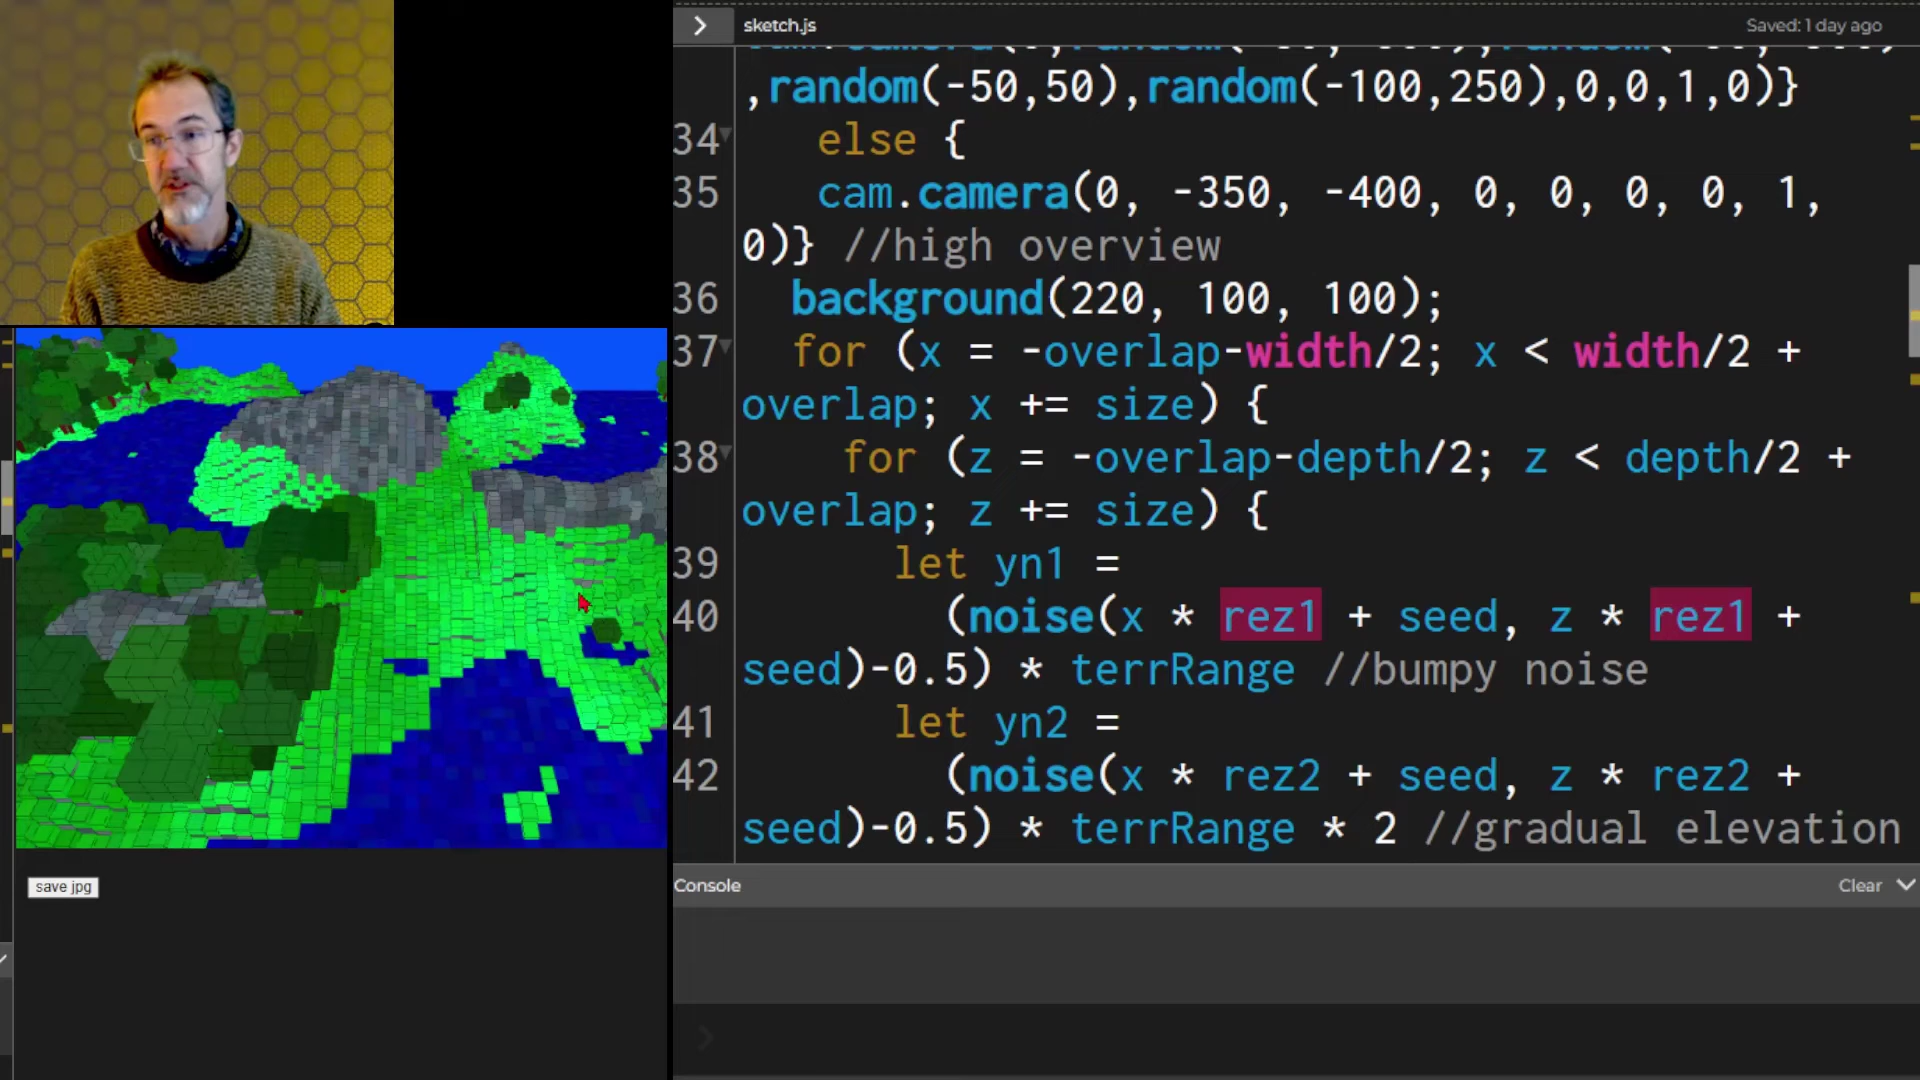 sketch.js
Saved: 1 day ago
,random(-50,50),random(-100,250),0,0,1,0)}
34
else {
35
cam.camera(0, -350, -400, 0, 0, 0, 0, 1,
0)} //high overview
36
background(220, 100, 100);
37
for (x = -overlap-width/2; x < width/2 +
overlap; x += size) {
38
for (z = -overlap-depth/2; z < depth/2 +
overlap; z += size) {
39
let yn1 =
40
(noise(x * rez1 + seed, z * rez1 +
seed)-0.5) * terrRange //bumpy noise
41
let yn2 =
42
(noise(x * rez2 + seed, z * rez2 +
seed)-0.5) * terrRange * 2 //gradual elevation
save jpg
Console
Clear